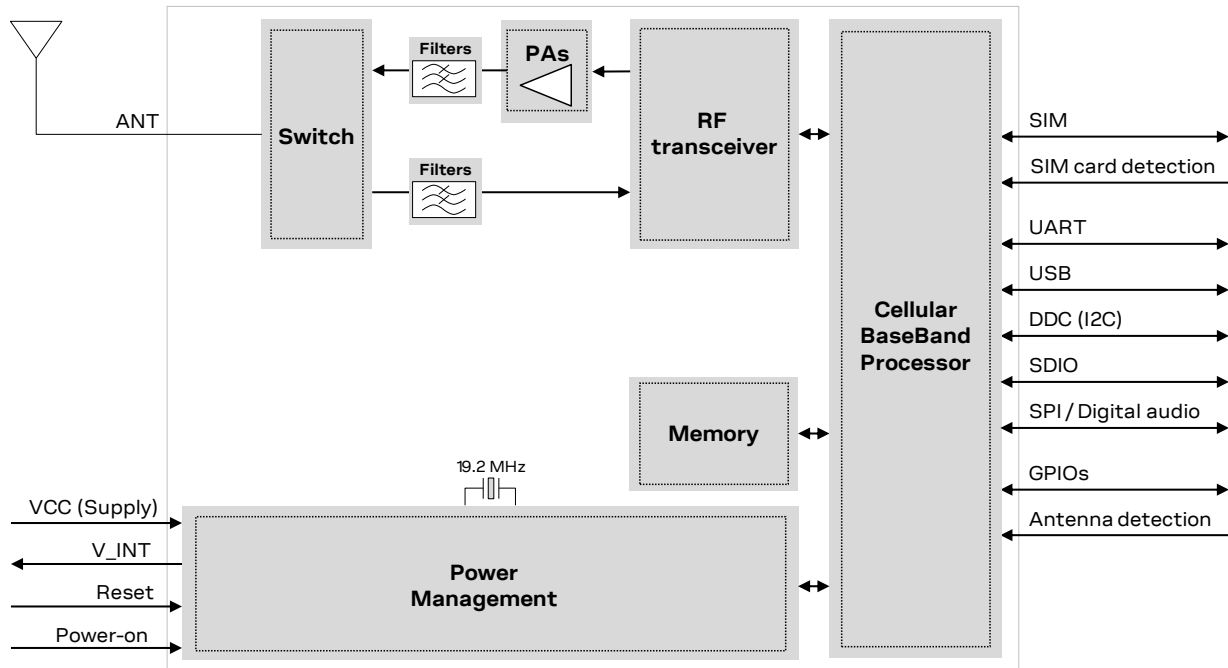 ANT
Switch
Filters
PAs
Filters
RF
transceiver
Cellular
BaseBand
Processor
SIM
SIM card detection
UART
USB
DDC (I2C)
SDIO
SPI / Digital audio
GPIOs
Antenna detection
Memory
19.2 MHz
VCC (Supply)
V_INT
Reset
Power-on
Power
Management